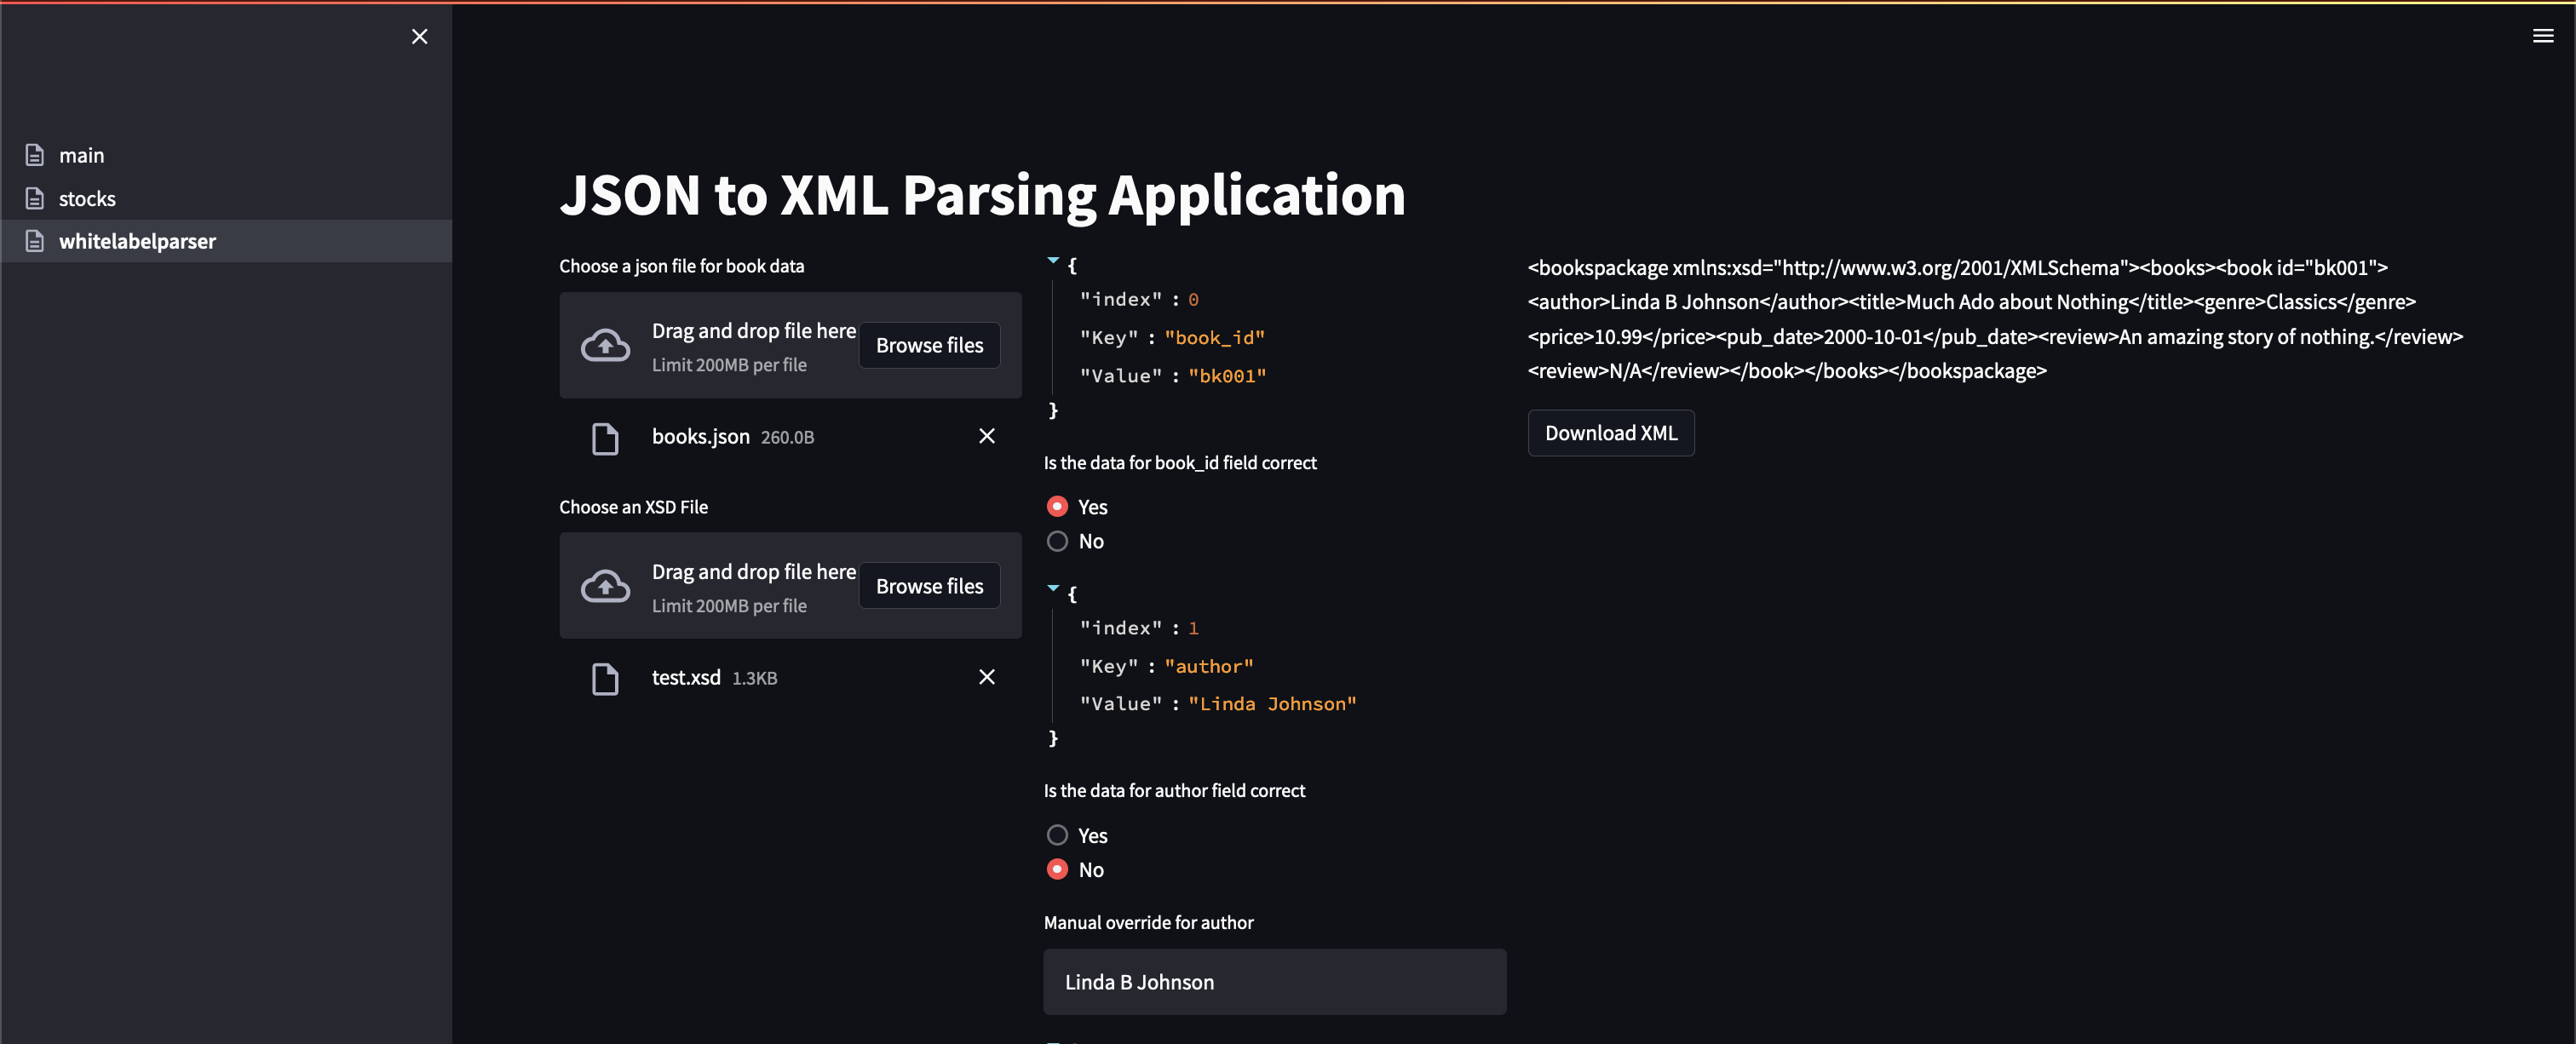 main
stocks
whitelabelparser
JSON to XML Parsing Application
Choose a json file for book data
Drag and drop file here
Limit 200MB per file
Browse files
books.json 260.0B
Choose an XSD File
Drag and drop file here
Limit 200MB per file
Browse files
test.xsd 1.3KB
{
"index" : 0
"Key" : "book_id"
"Value" : "bk001"
}
Is the data for book_id field correct
Yes
No
{
"index" : 1
"Key" : "author"
"Value" : "Linda Johnson"
}
Is the data for author field correct
Yes
No
Manual override for author
Linda B Johnson
<bookspackage xmlns:xsd="http://www.w3.org/2001/XMLSchema"><books><book id="bk001">
<author>Linda B Johnson</author><title>Much Ado about Nothing</title><genre>Classics</genre>
<price>10.99</price><pub_date>2000-10-01</pub_date><review>An amazing story of nothing.</review>
<review>N/A</review></book></books></bookspackage>
Download XML